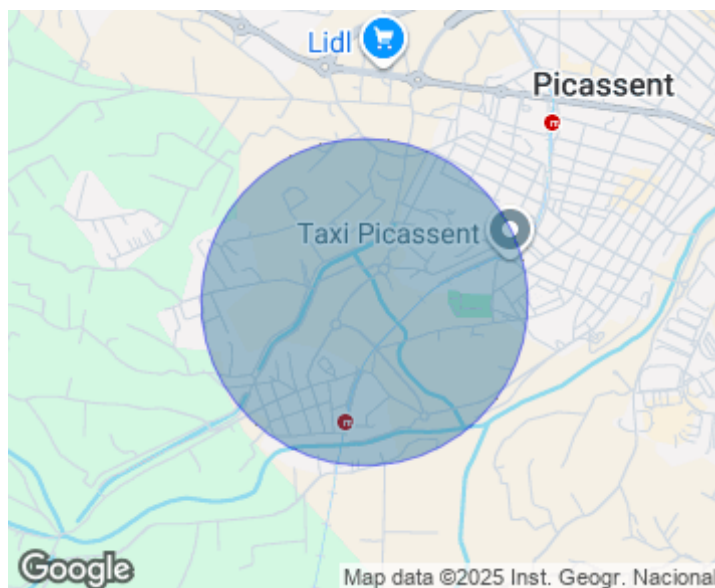 Lidl
Picassent
Taxi Picassent
m
m
Google
Map data ©2025 Inst. Geogr. Nacional